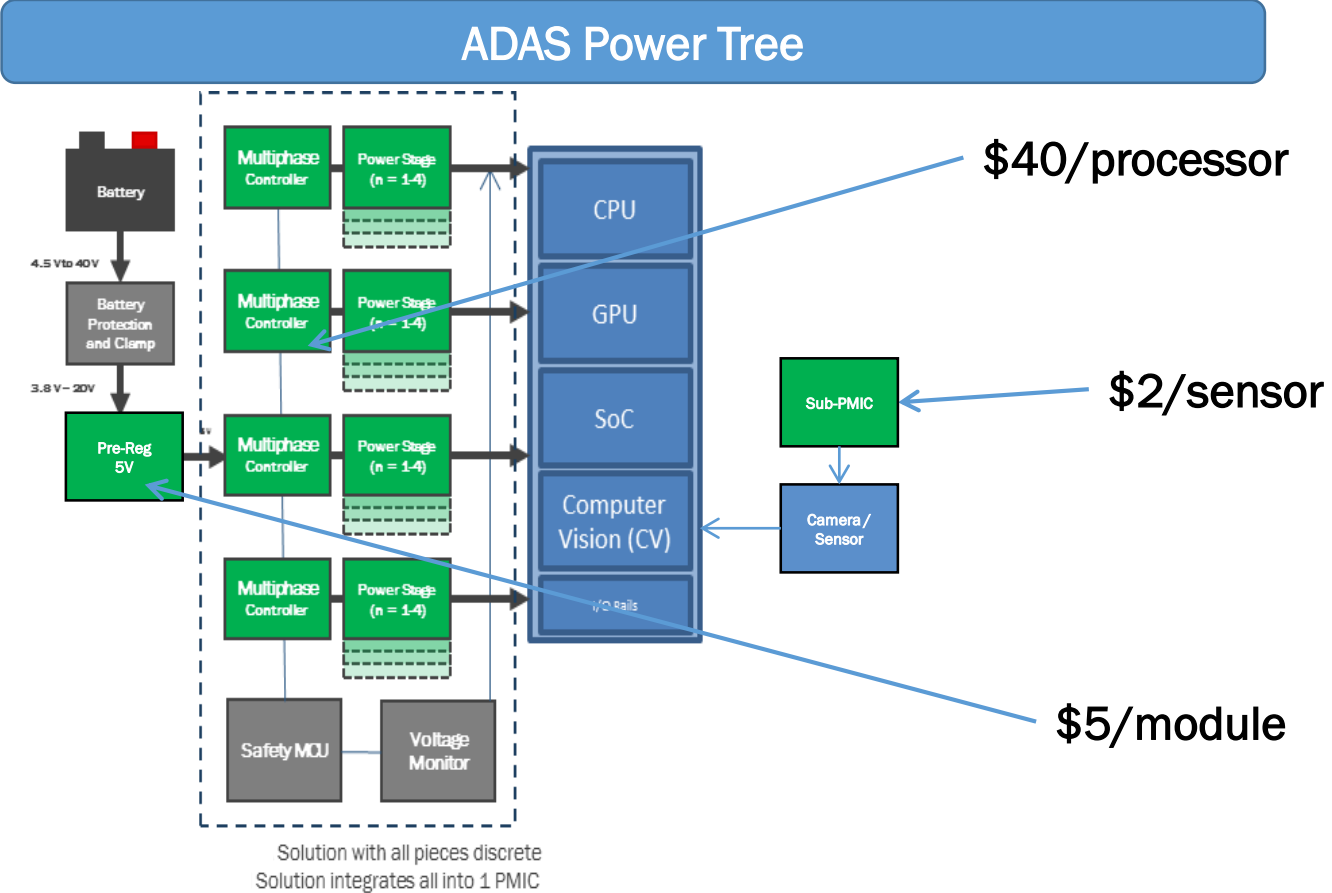 ADAS Power Tree
Battery
4.5 Vto 40V
Battery
Protection
and Clamp
3.8 V – 20V
Pre-Reg
5V
Multiphase
Controller
Power Stage
(n = 1-4)
Multiphase
Controller
Power Stage
(n = 1-4)
Multiphase
Controller
Power Stage
(n = 1-4)
Multiphase
Controller
Power Stage
(n = 1-4)
Safety MCU
Voltage
Monitor
CPU
GPU
SoC
Computer
Vision (CV)
I/O Rails
Sub-PMIC
Camera /
Sensor
$40/processor
$2/sensor
$5/module
Solution with all pieces discrete
Solution integrates all into 1 PMIC